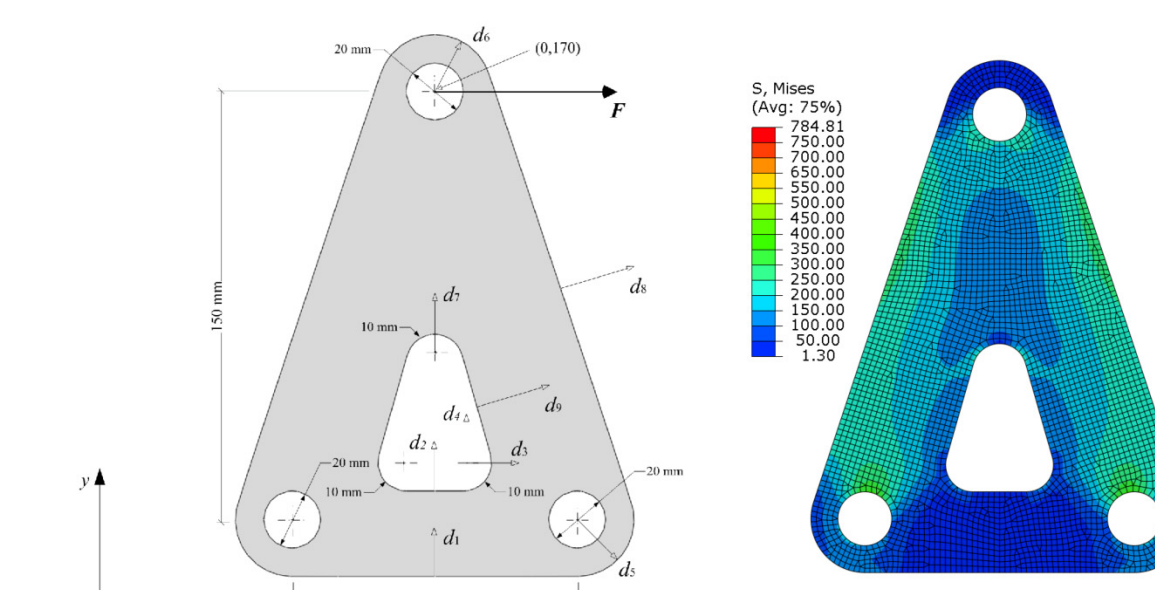 20 mm
d6
(0,170)
F
150 mm
d8
d7
10 mm
d9
d4
d2
d3
20 mm
20 mm
10 mm
10 mm
y
d1
d5
S, Mises
(Avg: 75%)
784.81
750.00
700.00
650.00
550.00
500.00
450.00
400.00
350.00
300.00
250.00
200.00
150.00
100.00
50.00
1.30